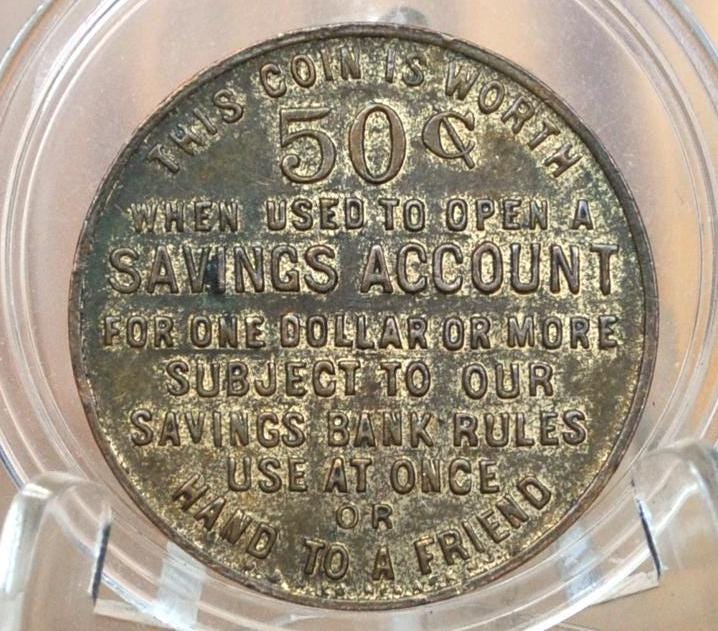 THIS COIN IS WORTH
50¢
WHEN USED TO OPEN A
SAVINGS ACCOUNT
FOR ONE DOLLAR OR MORE
SUBJECT TO OUR
SAVINGS BANK RULES
USE AT ONCE
OR
HAND TO A FRIEND